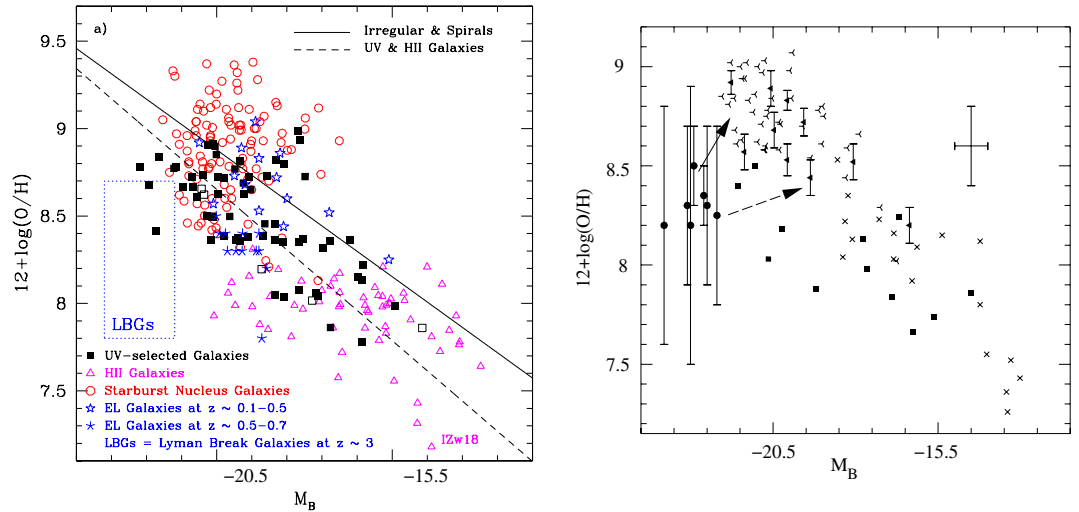 a)
Irregular & Spirals
UV & HII Galaxies
9.5
9
8.5
8
7.5
12+log(O/H)
LBGs
UV-selected Galaxies
HII Galaxies
Starburst Nucleus Galaxies
EL Galaxies at z ~ 0.1-0.5
EL Galaxies at z ~ 0.5-0.7
LBGs = Lyman Break Galaxies at z ~ 3
IZw18
-20.5
-15.5
M_B
9
8.5
8
7.5
12+log(O/H)
-20.5
-15.5
M_B